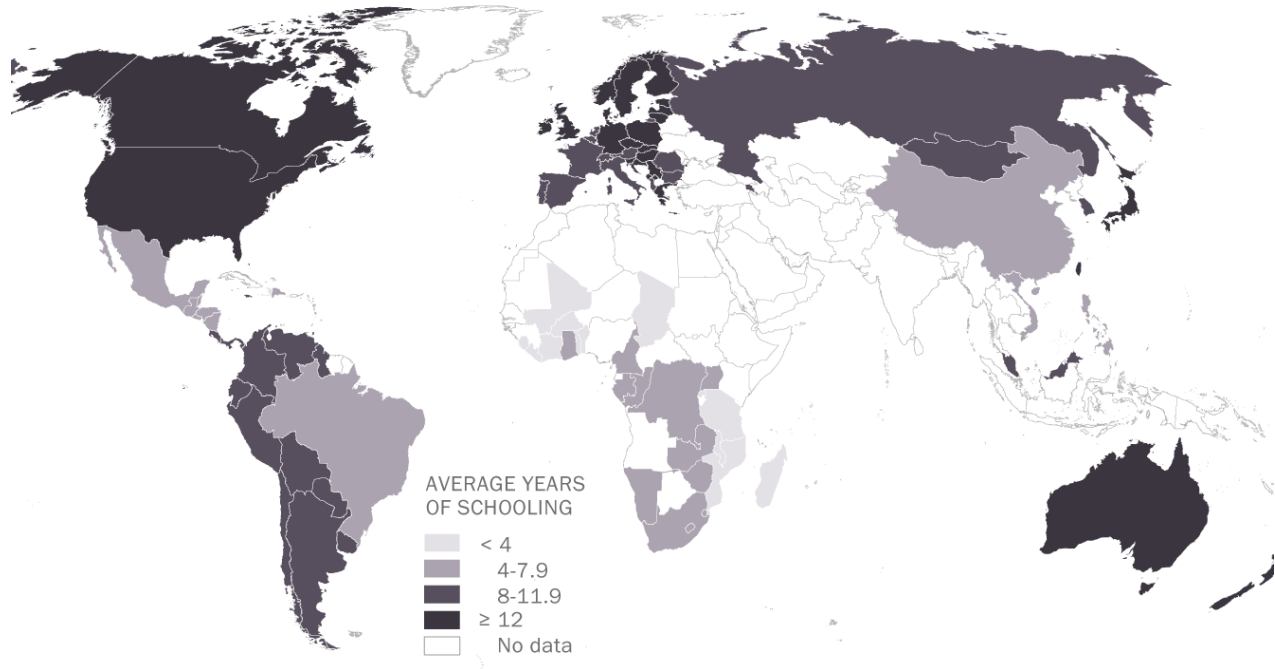 AVERAGE YEARS
OF SCHOOLING
< 4
4-7.9
8-11.9
≥ 12
No data